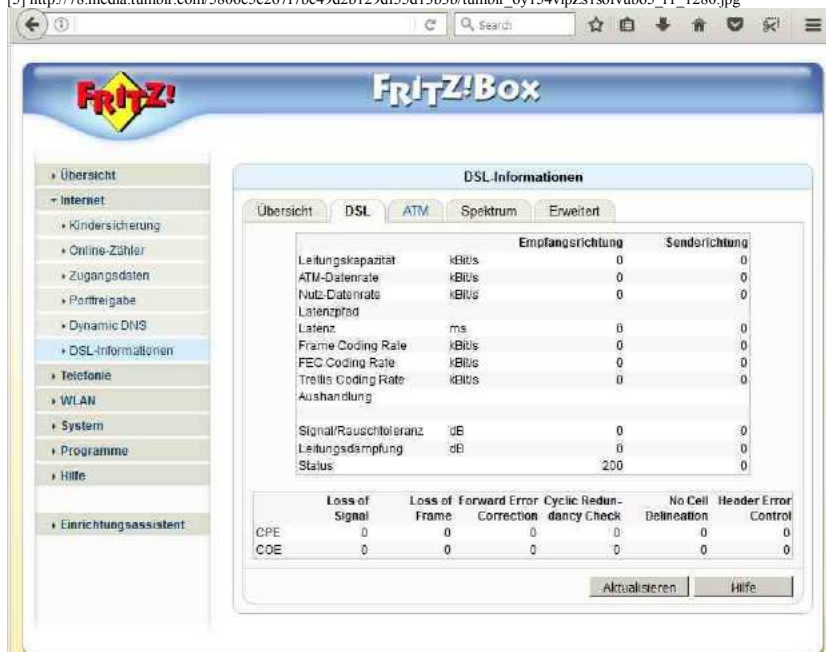 Search
FRITZ!
FRITZ!Box
Übersicht
Internet
Kindersicherung
Online-Zähler
Zugangsdaten
Portfreigabe
Dynamic DNS
DSL-Informationen
Telefonie
WLAN
System
Programme
Hilfe
Einrichtungsassistent
DSL-Informationen
Übersicht DSL ATM Spektrum Erweitert
Empfangsrichtung Senderichtung
Leitungskapazität kBit/s 0 0
ATM-Datenrate kBit/s 0 0
Nutz-Datenrate kBit/s 0 0
Latenzpfad
Latenz ms 0 0
Frame Coding Rate kBit/s 0 0
FEC Coding Rate kBit/s 0 0
Trellis Coding Rate kBit/s 0 0
Aushandlung
Signal/Rauschtoleranz dB 0 0
Leitungsdämpfung dB 0 0
Status 200 0
Loss of Loss of Forward Error Cyclic Redun- No Cell Header Error
Signal Frame Correction dancy Check Delineation Control
CPE 0 0 0 0 0 0
COE 0 0 0 0 0 0
Aktualisieren Hilfe